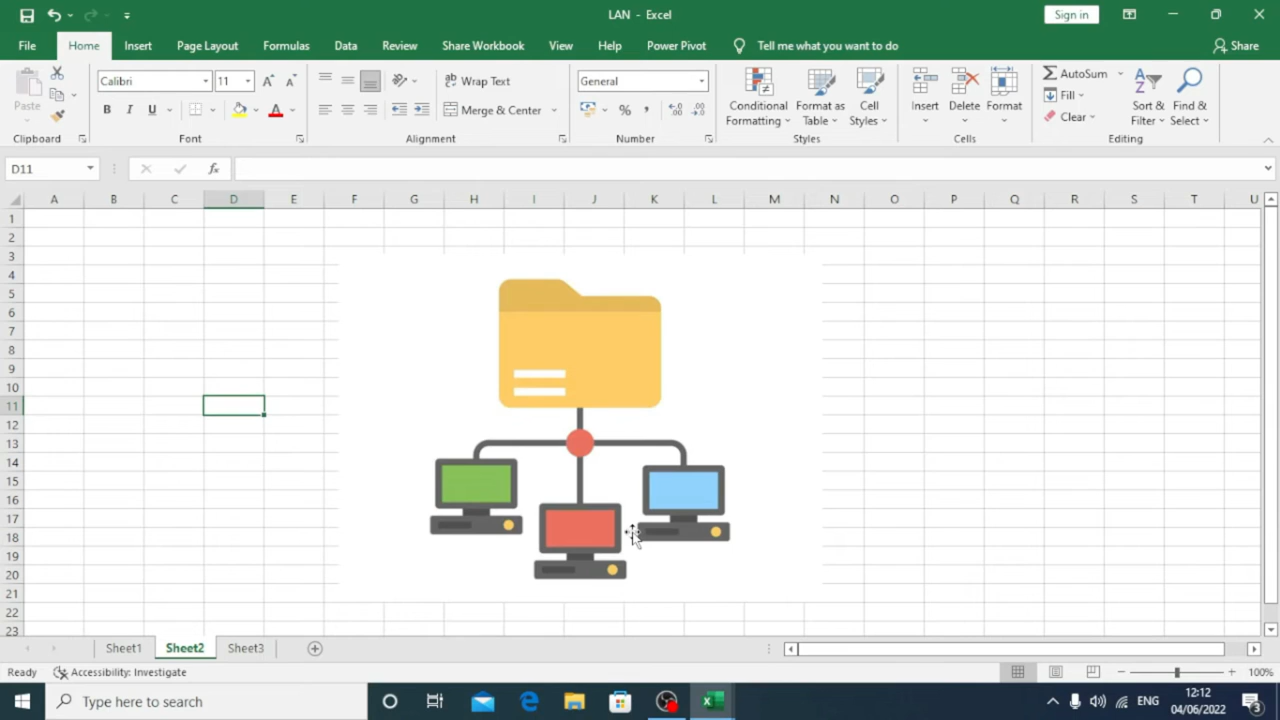 LAN - Excel
Sign in
File Home Insert Page Layout Formulas Data Review Share Workbook View Help Power Pivot Tell me what you want to do Share
Paste
Calibri 11
B I U A
Wrap Text
Merge & Center
General
% ,
Conditional Formatting
Format as Table
Cell Styles
Insert Delete Format
AutoSum
Fill
Clear
Sort & Filter
Find & Select
Clipboard Font Alignment Number Styles Cells Editing
D11 fx
A B C D E F G H I J K L M N O P Q R S T U
1
2
3
4
5
6
7
8
9
10
11
12
13
14
15
16
17
18
19
20
21
22
23
Sheet1 Sheet2 Sheet3
Ready Accessibility: Investigate 100%
Type here to search
ENG
12:12
04/06/2022
3